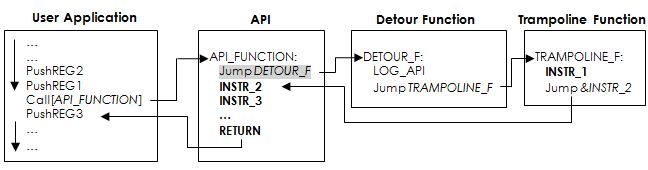 User Application
...
...
PushREG2
PushREG1
Call[API_FUNCTION]
PushREG3
...
...
API
API_FUNCTION:
Jump DETOUR_F
INSTR_2
INSTR_3
...
RETURN
Detour Function
DETOUR_F:
LOG_API
Jump TRAMPOLINE_F
Trampoline Function
TRAMPOLINE_F:
INSTR_1
Jump &INSTR_2